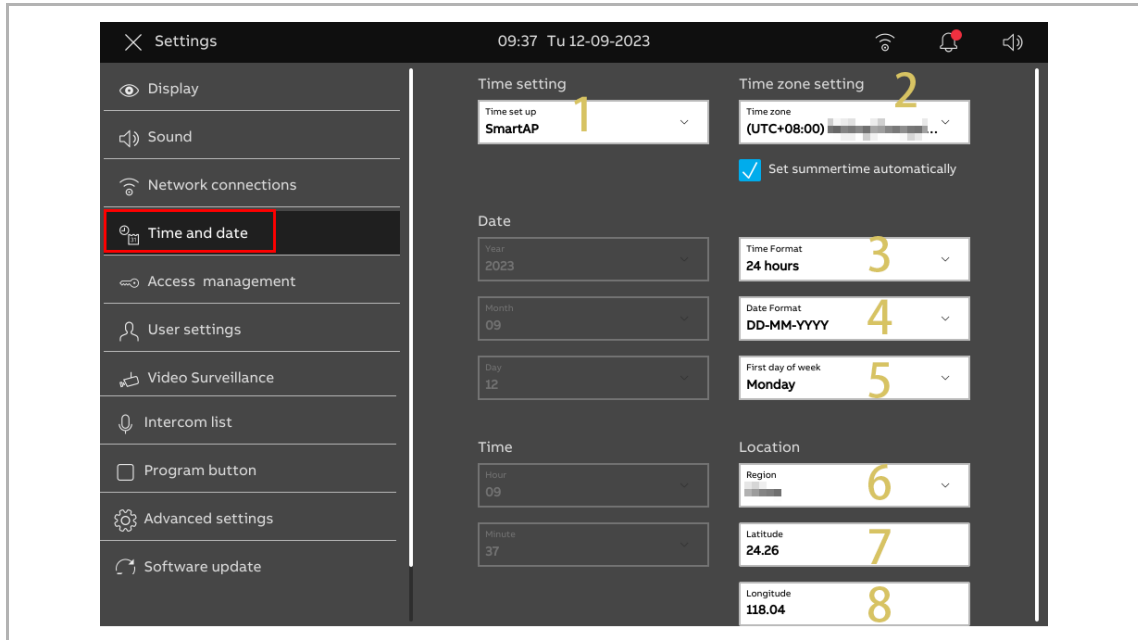 Settings
09:37 Tu 12-09-2023
Display
Sound
Network connections
Time and date
Access management
User settings
Video Surveillance
Intercom list
Program button
Advanced settings
Software update
Time setting
1
Time set up
SmartAP
Date
Year
2023
Month
09
Day
12
Time
Hour
09
Minute
37
Time zone setting
2
Time zone
(UTC+08:00) ...
Set summertime automatically
Time Format
24 hours
3
Date Format
DD-MM-YYYY
4
First day of week
Monday
5
Location
Region
6
Latitude
24.26
7
Longitude
118.04
8